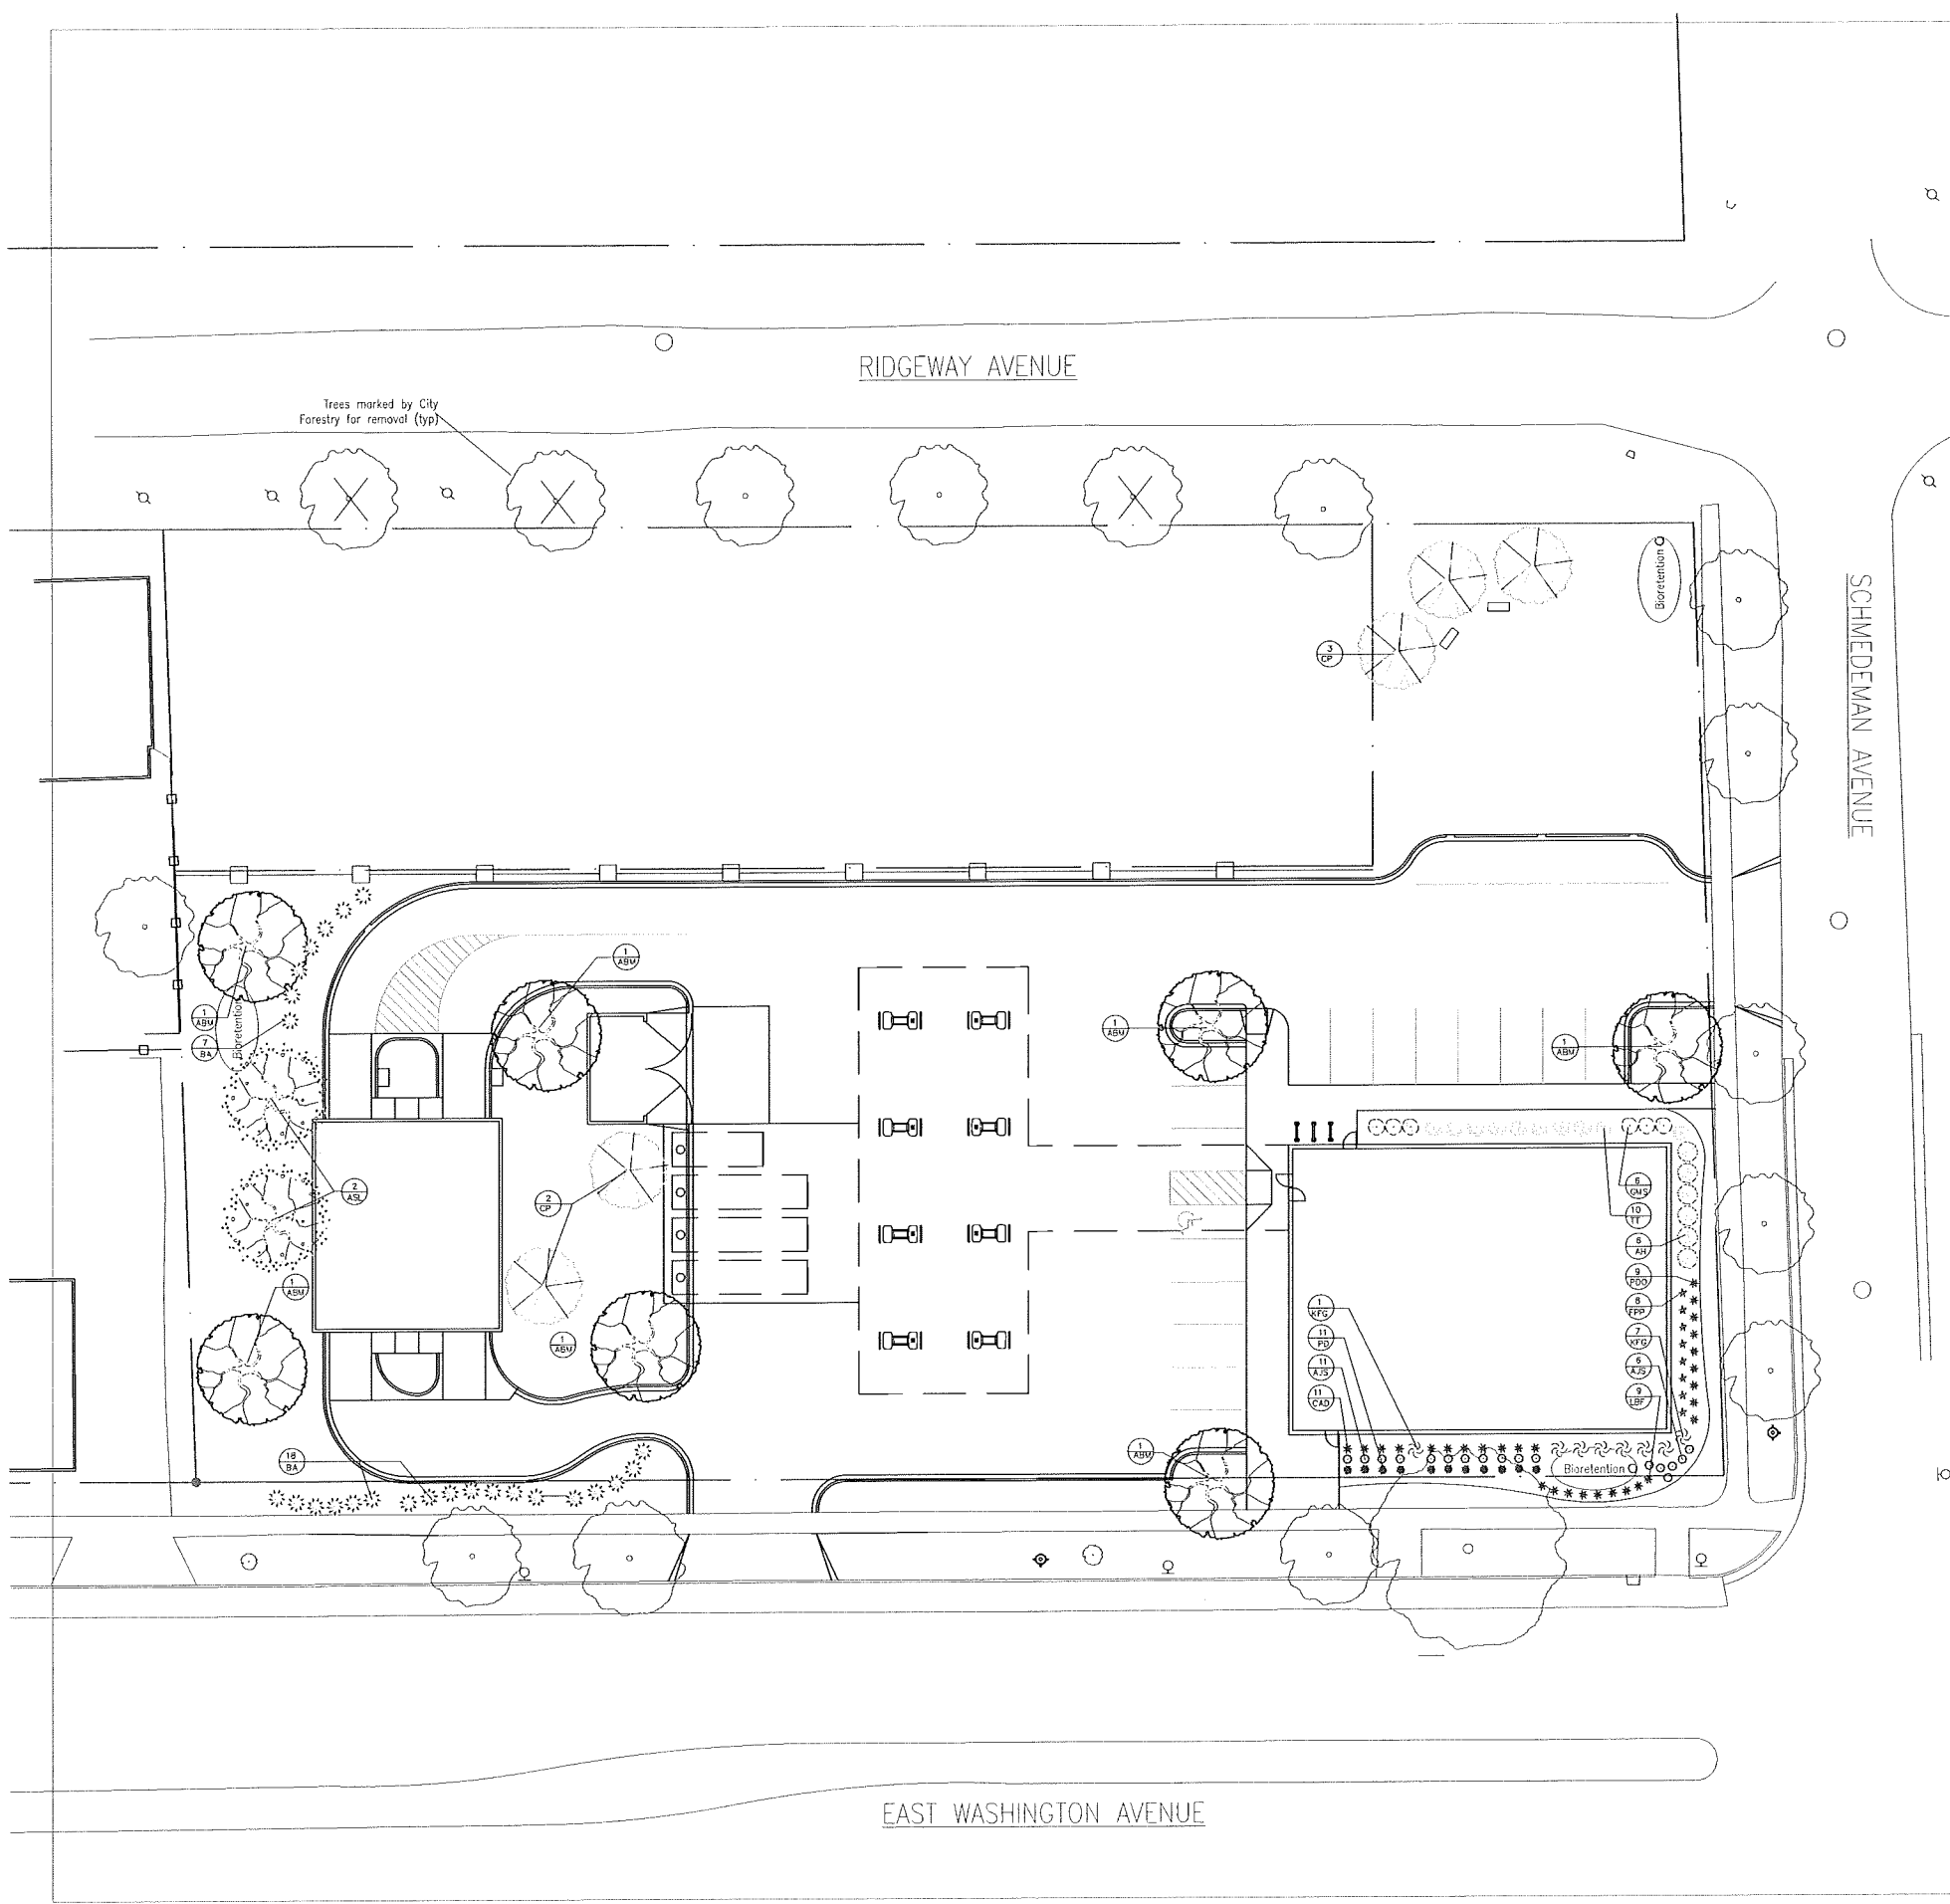 RIDGEWAY AVENUE
Trees marked by City
Forestry for removal (typ)
Bioretention
SCHMEDEMAN AVENUE
3
CP
1
ABM
1
ABM
7
BA
Bioretention
1
ABM
1
ABM
2
ASL
2
CP
1
ABM
1
ABM
6
GMS
10
TT
6
AH
9
PDO
8
FPP
7
KFG
6
AJS
9
LBF
1
KFG
11
PD
11
AJS
11
CAD
18
BA
1
ABM
Bioretention
EAST WASHINGTON AVENUE